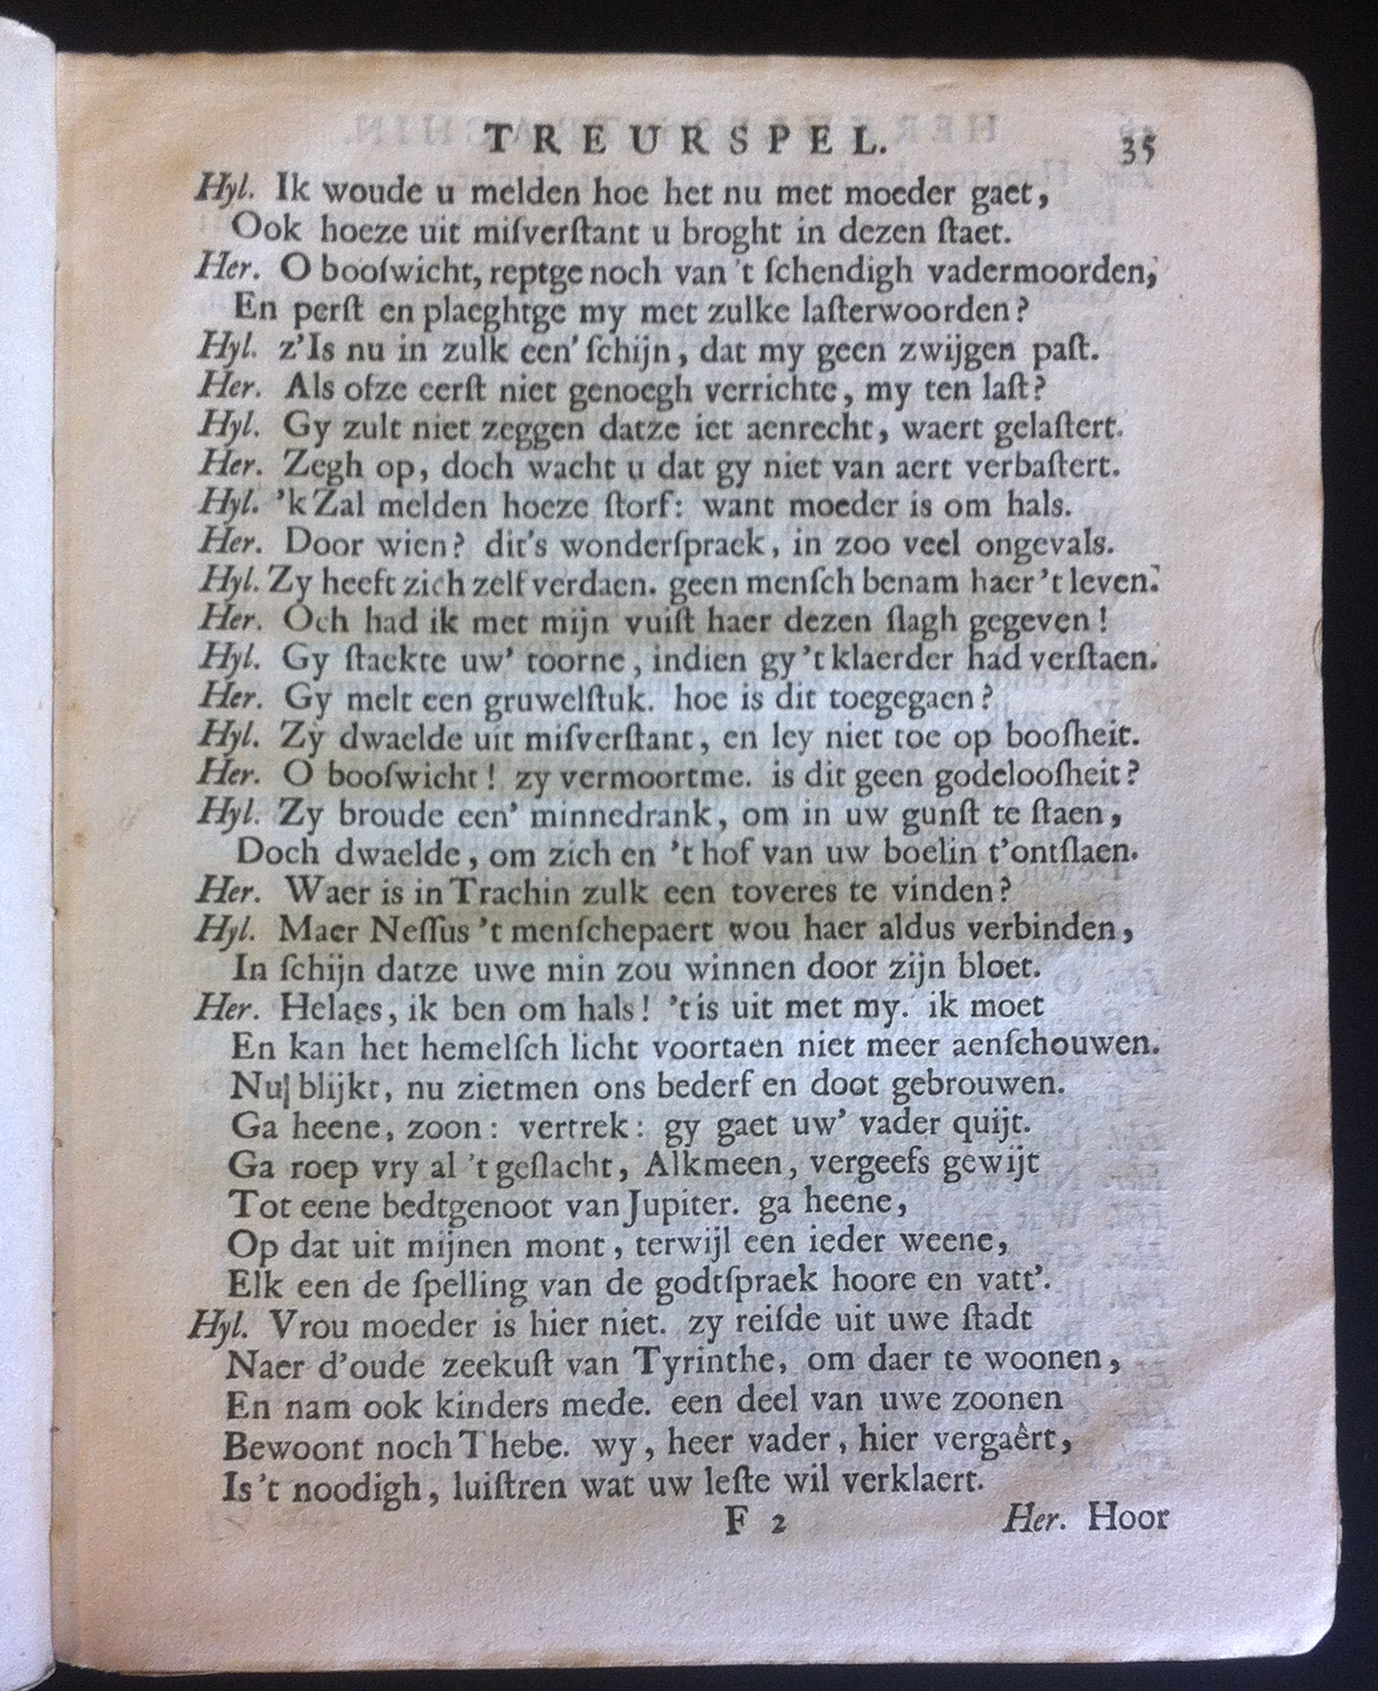 TREURSPEL. 35
Hyl. Ik woude u melden hoe het nu met moeder gaet,
Ook hoeze uit misverſtant u broght in dezen ſtaet.
Her. O booſwicht, reptge noch van 't ſchendigh vadermoorden,
En perſt en plaeghtge my met zulke laſterwoorden?
Hyl. z'Is nu in zulk een' ſchijn, dat my geen zwijgen paſt.
Her. Als ofze eerſt niet genoegh verrichte, my ten laſt?
Hyl. Gy zult niet zeggen datze iet aenrecht, waert gelaſtert.
Her. Zegh op, doch wacht u dat gy niet van aert verbaſtert.
Hyl. 'k Zal melden hoeze ſtorf: want moeder is om hals.
Her. Door wien? dit's wonderſpraek, in zoo veel ongevals.
Hyl. Zy heeft zich zelf verdaen. geen menſch benam haer 't leven.
Her. Och had ik met mijn vuiſt haer dezen ſlagh gegeven!
Hyl. Gy ſtaekte uw' toorne, indien gy 't klaerder had verſtaen.
Her. Gy melt een gruwelſtuk. hoe is dit toegegaen?
Hyl. Zy dwaelde uit miſverſtant, en ley niet toe op booſheit.
Her. O booſwicht! zy vermoortme. is dit geen godelooſheit?
Hyl. Zy broude een' minnedrank, om in uw gunſt te ſtaen,
Doch dwaelde, om zich en 't hof van uw boelin t'ontſlaen.
Her. Waer is in Trachin zulk een toveres te vinden?
Hyl. Maer Neſſus 't menſchepaert wou haer aldus verbinden,
In ſchijn datze uwe min zou winnen door zijn bloet.
Her. Helaes, ik ben om hals! 't is uit met my. ik moet
En kan het hemelſch licht voortaen niet meer aenſchouwen.
Nu blijkt, nu zietmen ons bederf en doot gebrouwen.
Ga heene, zoon: vertrek: gy gaet uw' vader quijt.
Ga roep vry al 't geſlacht, Alkmeen, vergeefs gewijt
Tot eene bedtgenoot van Jupiter. ga heene,
Op dat uit mijnen mont, terwijl een ieder weene,
Elk een de ſpelling van de godtſpraek hoore en vatt'.
Hyl. Vrou moeder is hier niet. zy reiſde uit uwe ſtadt
Naer d'oude zeekuſt van Tyrinthe, om daer te woonen,
En nam ook kinders mede. een deel van uwe zoonen
Bewoont noch Thebe. wy, heer vader, hier vergaêrt,
Is 't noodigh, luiſtren wat uw leſte wil verklaert.
F 2 Her. Hoor